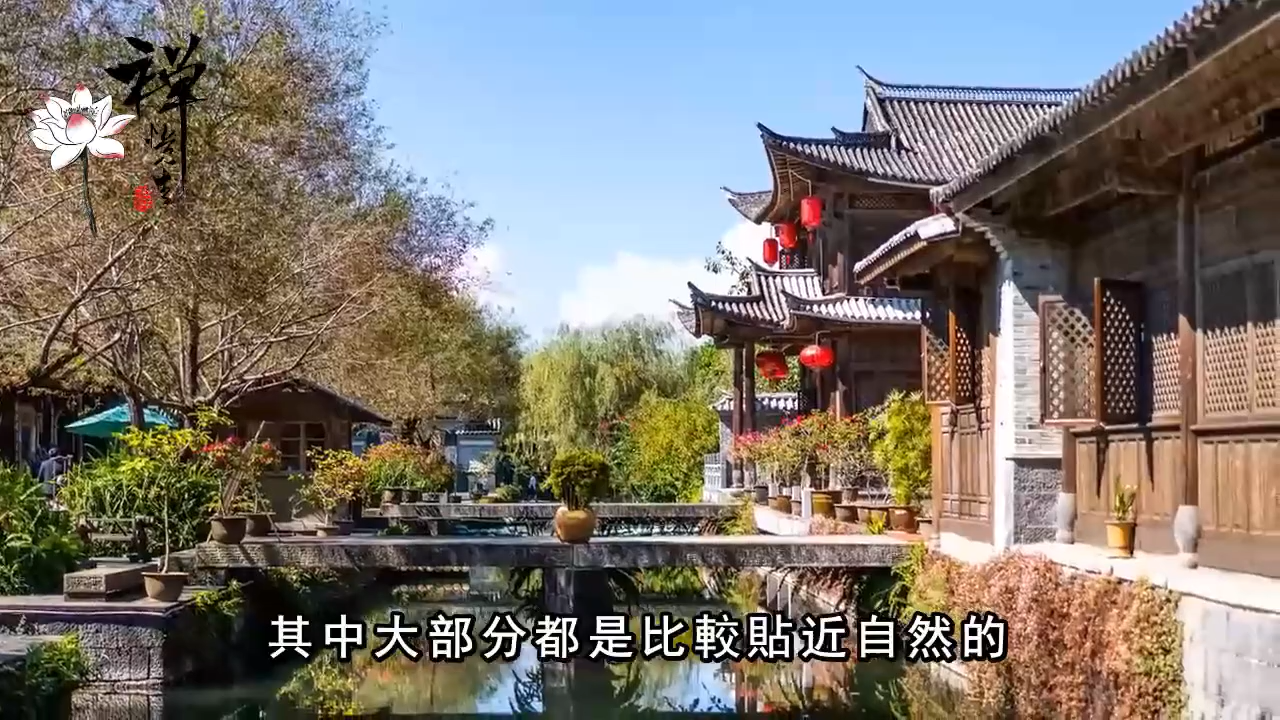 禅
其中大部分都是比較貼近自然的